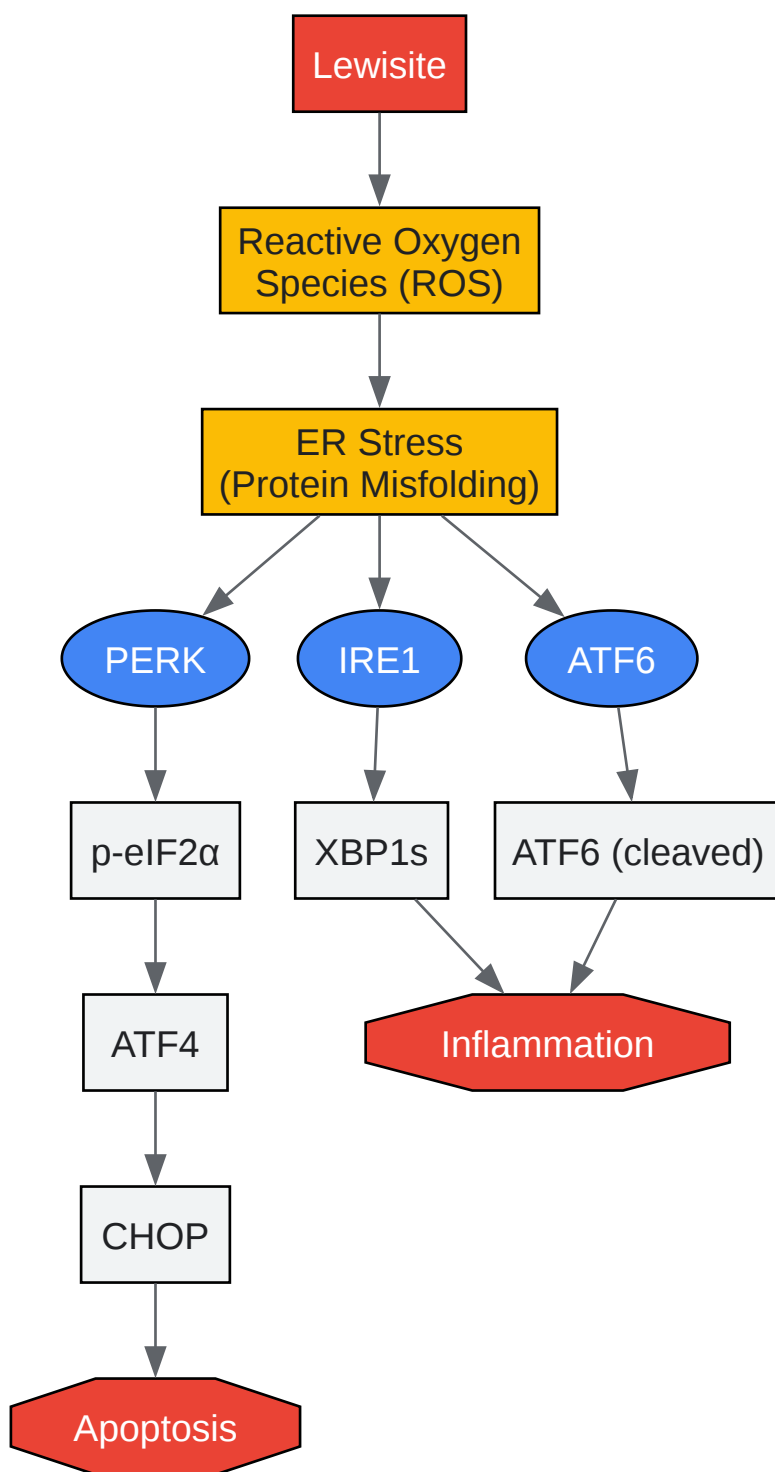 Lewisite
Reactive Oxygen
Species (ROS)
ER Stress
(Protein Misfolding)
PERK
IRE1
ATF6
p-eIF2α
XBP1s
ATF6 (cleaved)
ATF4
Inflammation
CHOP
Apoptosis